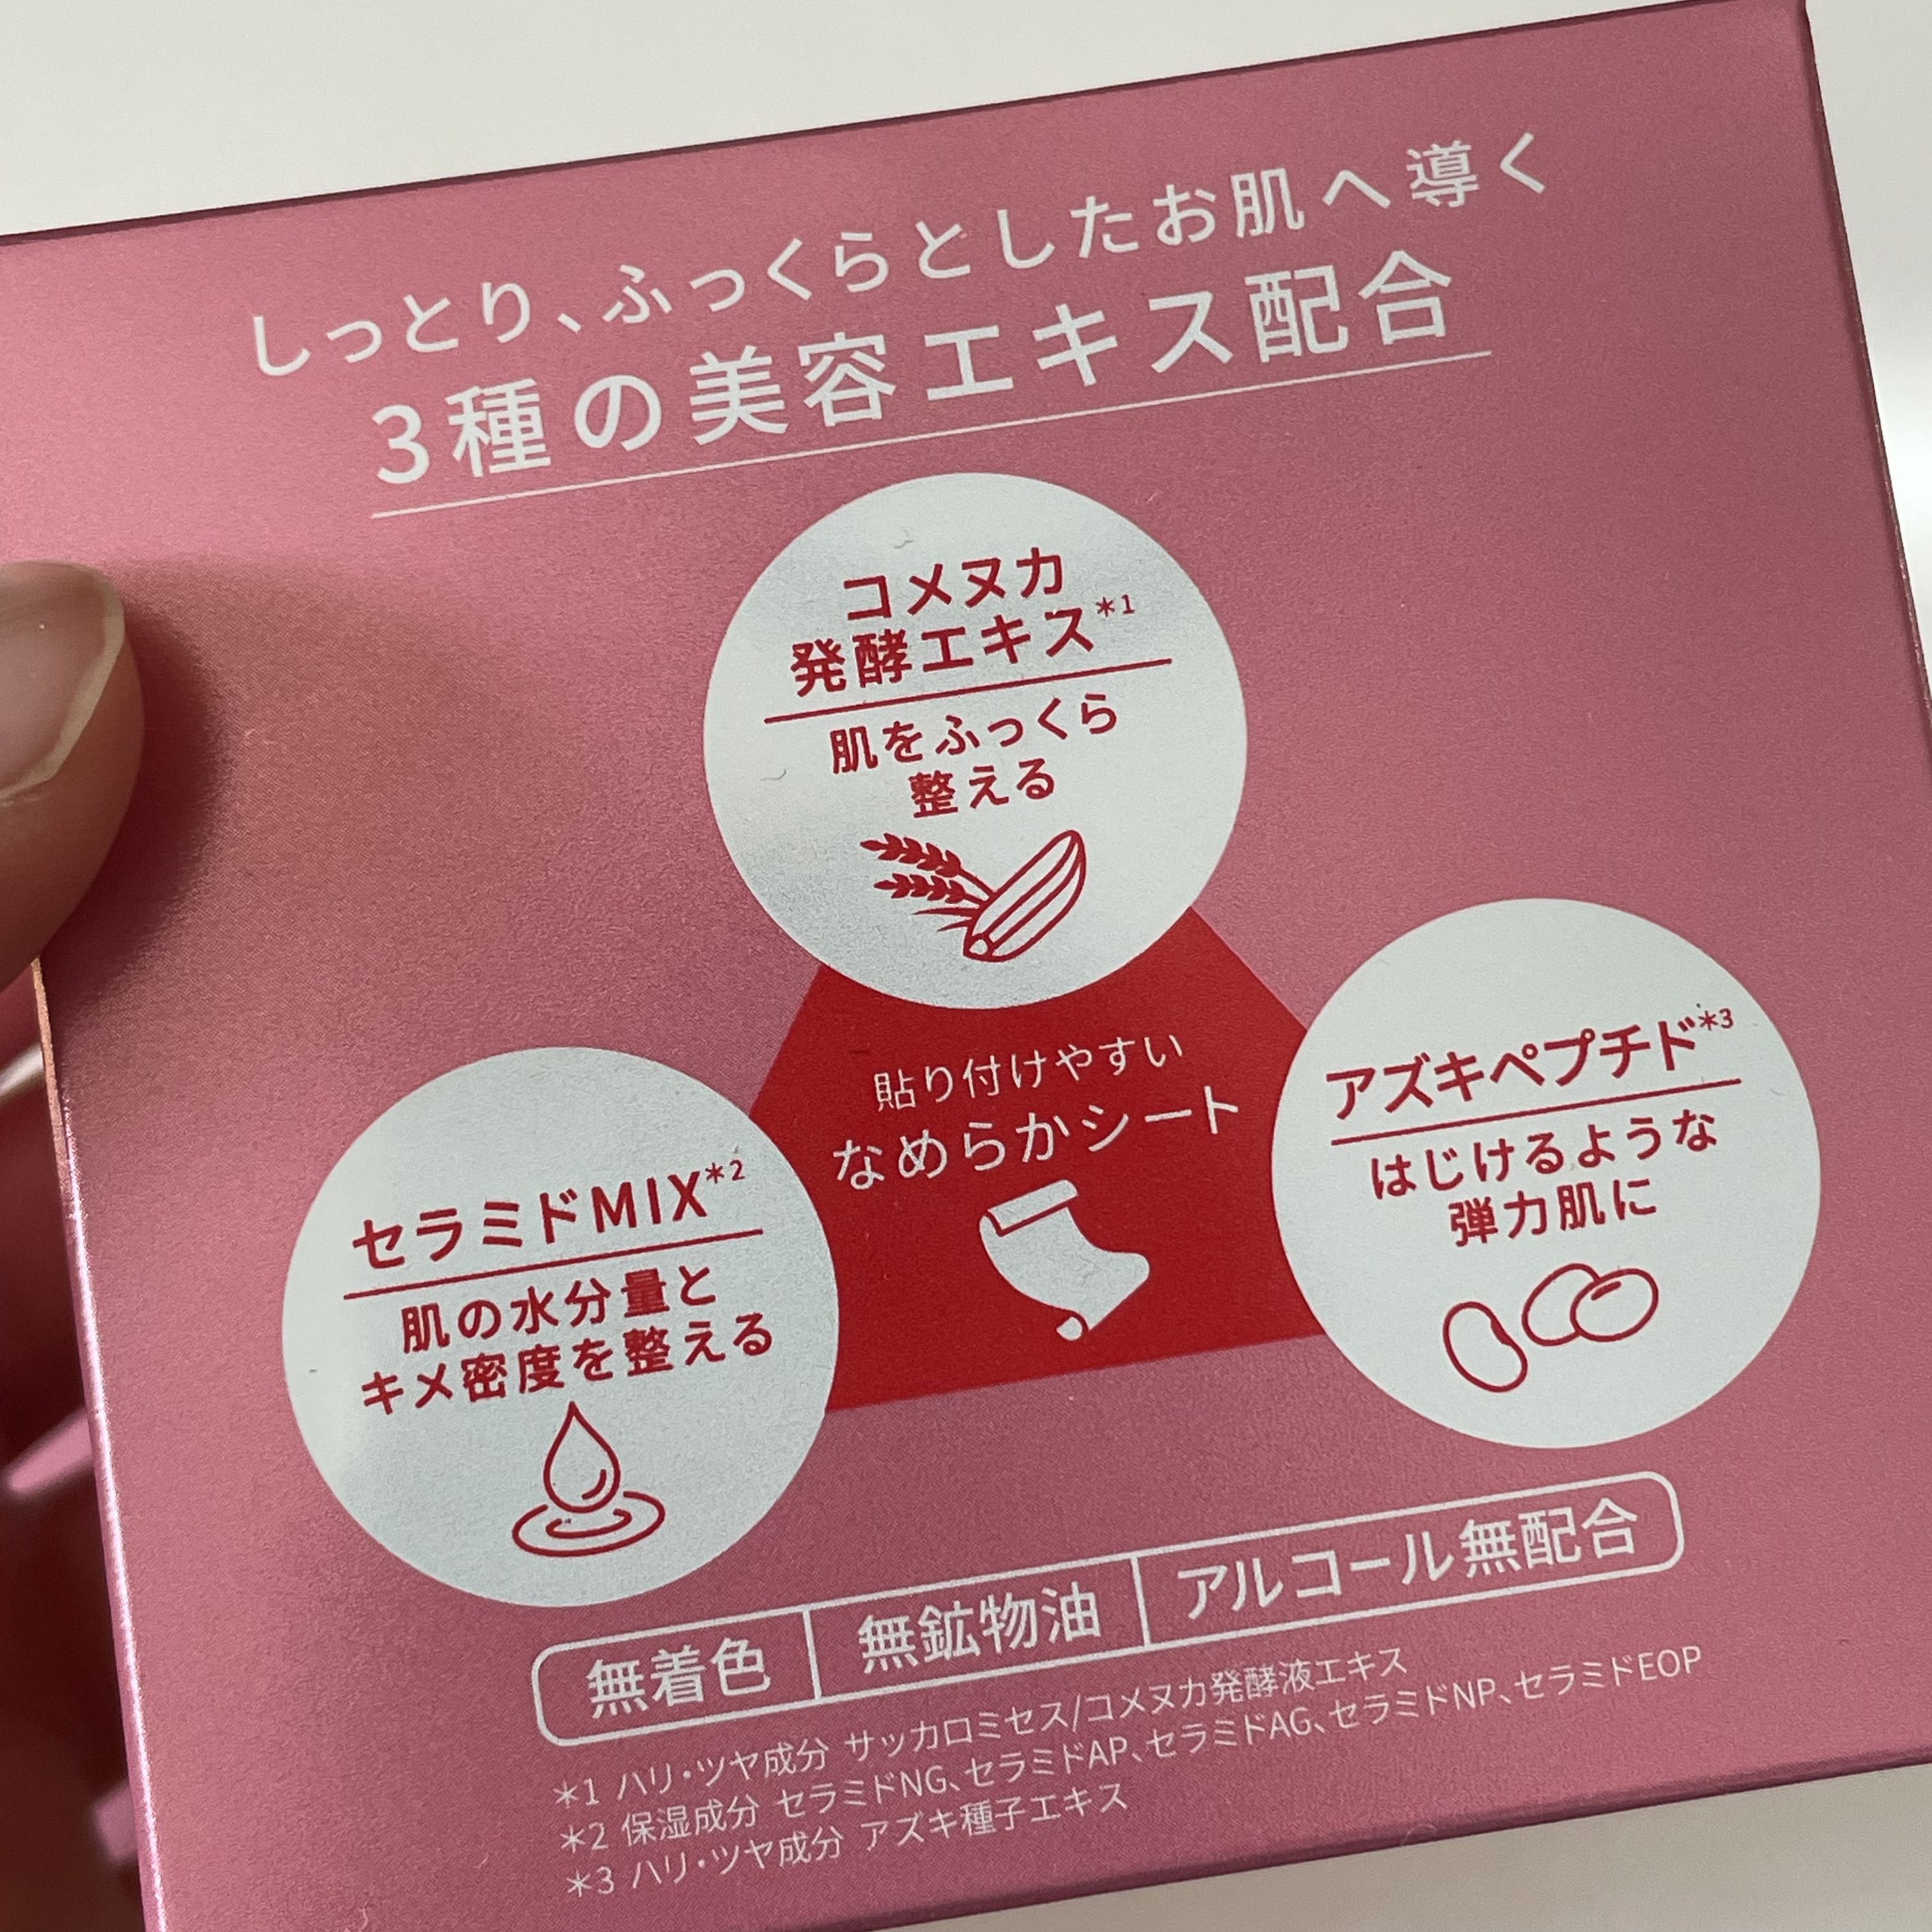 しっとり、ふっくらとしたお肌へ導く
3種の美容エキス配合
コメヌカ
発酵エキス*1
肌をふっくら
整える
貼り付けやすい
なめらかシート
セラミドMIX*2
肌の水分量と
キメ密度を整える
アズキペプチド*3
はじけるような
弾力肌に
無着色 無鉱物油 アルコール無配合
*1 ハリ・ツヤ成分 サッカロミセス/コメヌカ発酵液エキス
*2 保湿成分 セラミドNG、セラミドAP、セラミドAG、セラミドNP、セラミドEOP
*3 ハリ・ツヤ成分 アズキ種子エキス